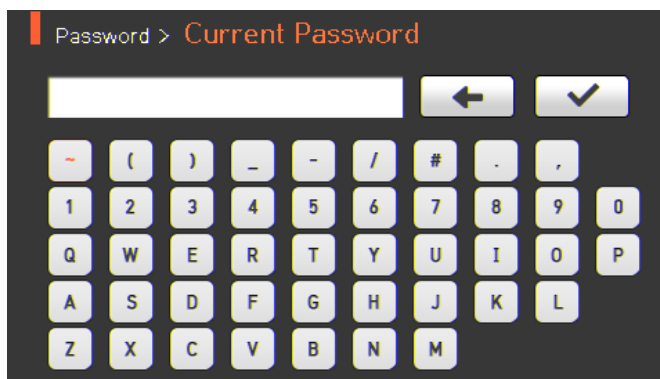 Password > Current Password
~ ( ) _ - / # . ,
1 2 3 4 5 6 7 8 9 0
Q W E R T Y U I O P
A S D F G H J K L
Z X C V B N M